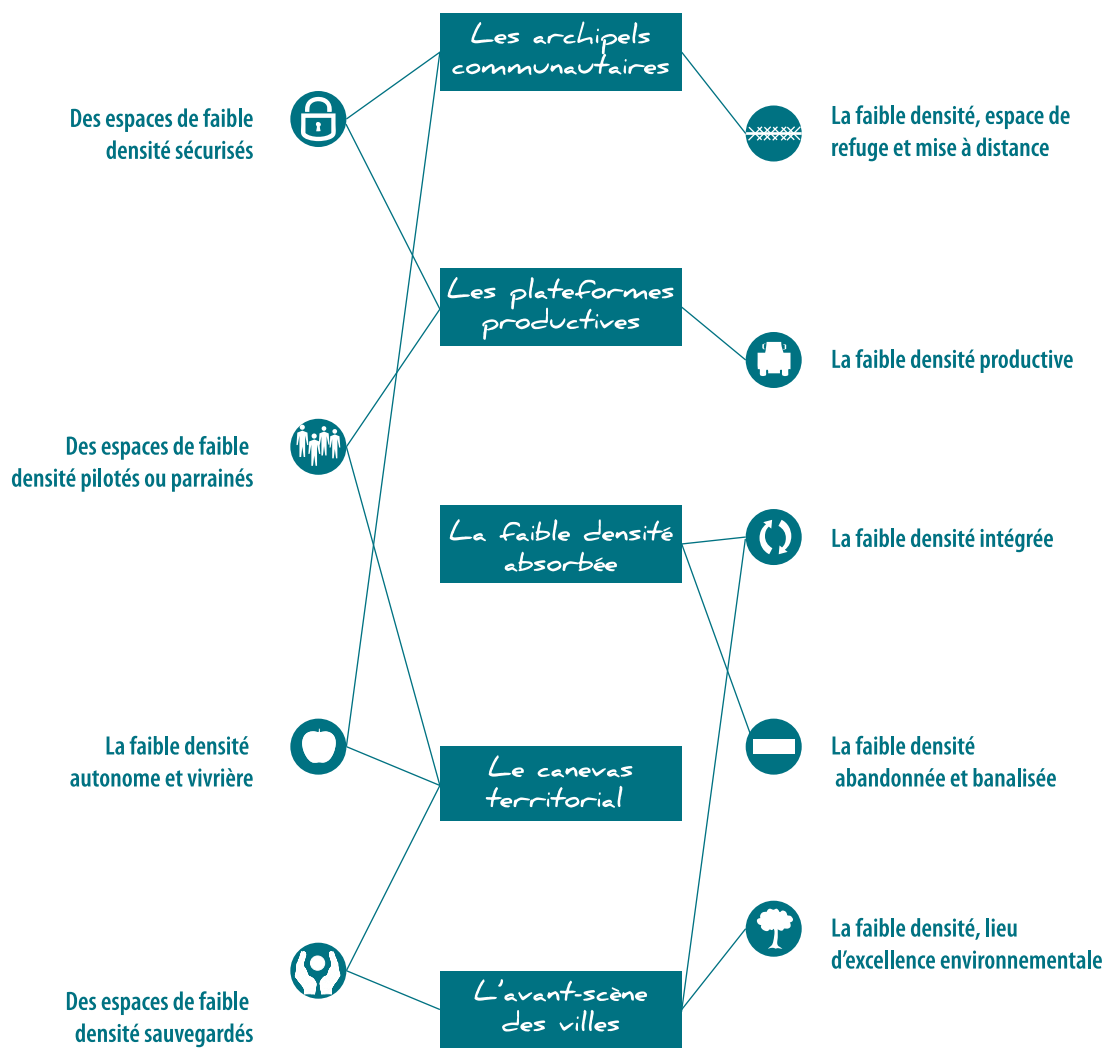 Les archipels
communautaires
Des espaces de faible
densité sécurisés
La faible densité, espace de
refuge et mise à distance
Les plateformes
productives
La faible densité productive
Des espaces de faible
densité pilotés ou parrainés
La faible densité
absorbée
La faible densité intégrée
La faible densité
autonome et vivrière
Le canevas
territorial
La faible densité
abandonnée et banalisée
La faible densité, lieu
d’excellence environnementale
Des espaces de faible
densité sauvegardés
L'avant-scène
des villes